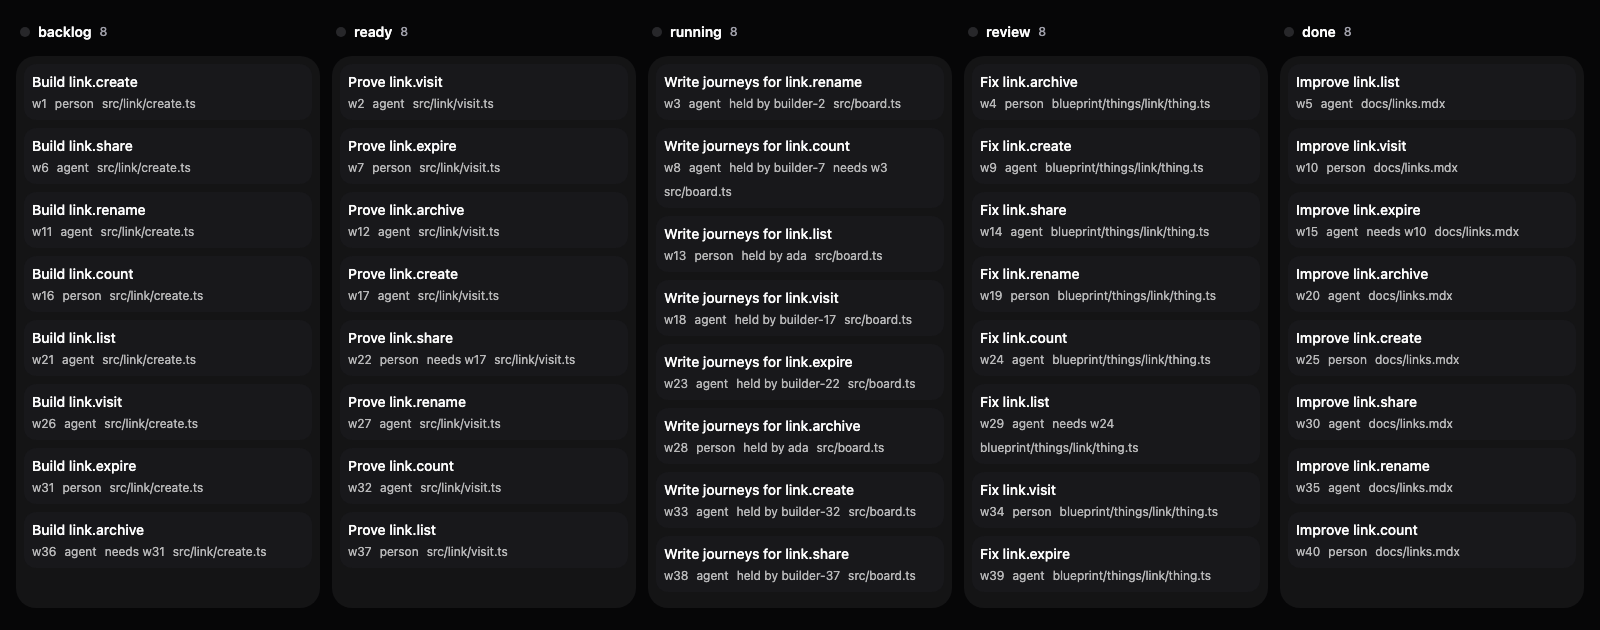 backlog 8
Build link.create
w1 person src/link/create.ts
Build link.share
w6 agent src/link/create.ts
Build link.rename
w11 agent src/link/create.ts
Build link.count
w16 person src/link/create.ts
Build link.list
w21 agent src/link/create.ts
Build link.visit
w26 agent src/link/create.ts
Build link.expire
w31 person src/link/create.ts
Build link.archive
w36 agent needs w31 src/link/create.ts
ready 8
Prove link.visit
w2 agent src/link/visit.ts
Prove link.expire
w7 person src/link/visit.ts
Prove link.archive
w12 agent src/link/visit.ts
Prove link.create
w17 agent src/link/visit.ts
Prove link.share
w22 person needs w17 src/link/visit.ts
Prove link.rename
w27 agent src/link/visit.ts
Prove link.count
w32 agent src/link/visit.ts
Prove link.list
w37 person src/link/visit.ts
running 8
Write journeys for link.rename
w3 agent held by builder-2 src/board.ts
Write journeys for link.count
w8 agent held by builder-7 needs w3
src/board.ts
Write journeys for link.list
w13 person held by ada src/board.ts
Write journeys for link.visit
w18 agent held by builder-17 src/board.ts
Write journeys for link.expire
w23 agent held by builder-22 src/board.ts
Write journeys for link.archive
w28 person held by ada src/board.ts
Write journeys for link.create
w33 agent held by builder-32 src/board.ts
Write journeys for link.share
w38 agent held by builder-37 src/board.ts
review 8
Fix link.archive
w4 person blueprint/things/link/thing.ts
Fix link.create
w9 agent blueprint/things/link/thing.ts
Fix link.share
w14 agent blueprint/things/link/thing.ts
Fix link.rename
w19 person blueprint/things/link/thing.ts
Fix link.count
w24 agent blueprint/things/link/thing.ts
Fix link.list
w29 agent needs w24
blueprint/things/link/thing.ts
Fix link.visit
w34 person blueprint/things/link/thing.ts
Fix link.expire
w39 agent blueprint/things/link/thing.ts
done 8
Improve link.list
w5 agent docs/links.mdx
Improve link.visit
w10 person docs/links.mdx
Improve link.expire
w15 agent needs w10 docs/links.mdx
Improve link.archive
w20 agent docs/links.mdx
Improve link.create
w25 person docs/links.mdx
Improve link.share
w30 agent docs/links.mdx
Improve link.rename
w35 agent docs/links.mdx
Improve link.count
w40 person docs/links.mdx